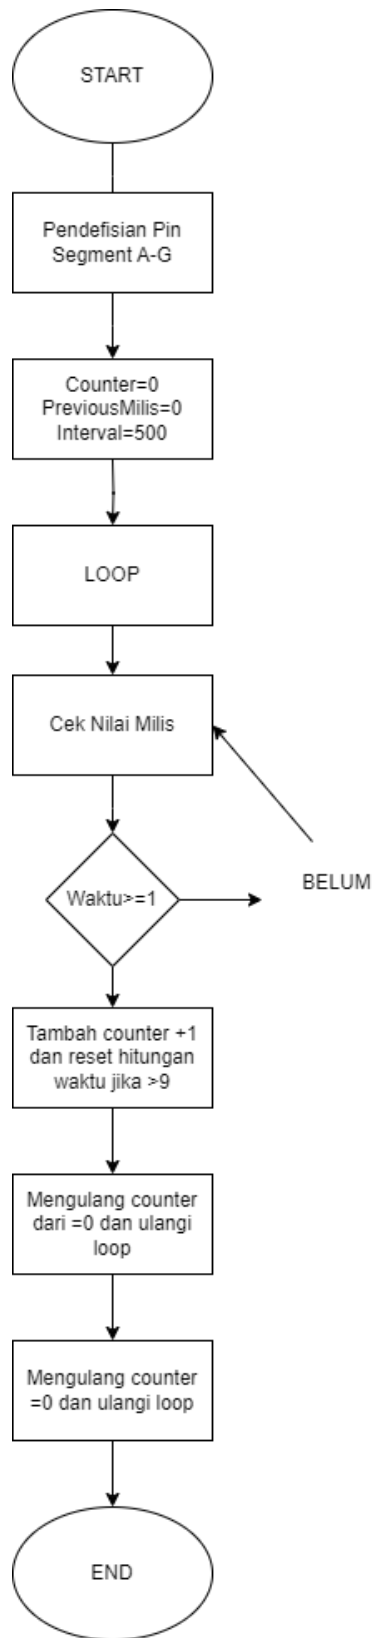 START
Pendefisian Pin
Segment A-G
Counter=0
PreviousMilis=0
Interval=500
LOOP
Cek Nilai Milis
Waktu>=1
BELUM
Tambah counter +1
dan reset hitungan
waktu jika >9
Mengulang counter
dari =0 dan ulangi
loop
Mengulang counter
=0 dan ulangi loop
END